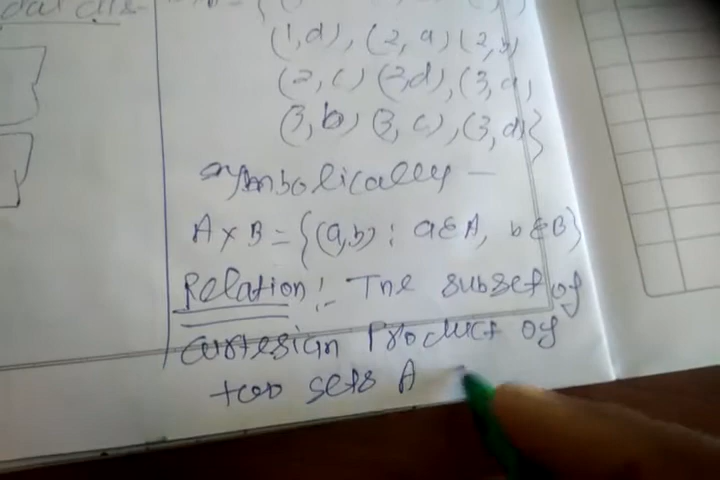 (1,d), (2,a) (2,b)
(2,c) (2,d), (3,a,
(3,b) (3,c), (3,d)}
symbolically -
A × B = {(a,b) : a∈A, b∈B}
Relation :- The subset of
cartesian Product of
two sets A